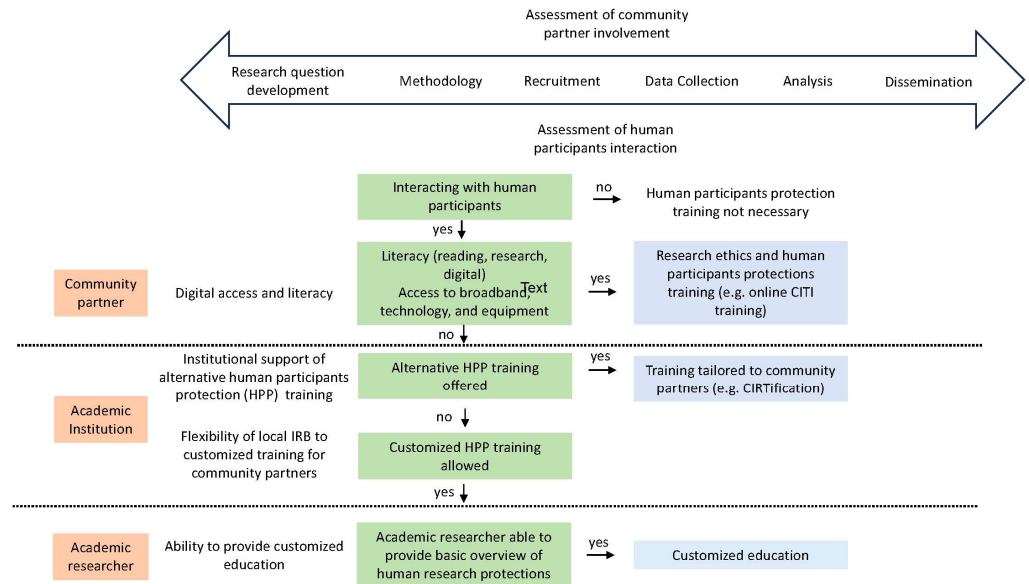 Assessment of community
partner involvement
Research question
development
Methodology
Recruitment
Data Collection
Analysis
Dissemination
Assessment of human
participants interaction
Interacting with human
participants
no
Human participants protection
training not necessary
yes
Community
partner
Digital access and literacy
Literacy (reading, research,
digital)
Access to broadband,
technology, and equipment
Text
yes
Research ethics and human
participants protections
training (e.g. online CITI
training)
no
Academic
Institution
Institutional support of
alternative human participants
protection (HPP) training
Alternative HPP training
offered
yes
Training tailored to community
partners (e.g. CIRTification)
no
Flexibility of local IRB to
customized training for
community partners
Customized HPP training
allowed
yes
Academic
researcher
Ability to provide customized
education
Academic researcher able to
provide basic overview of
human research protections
yes
Customized education